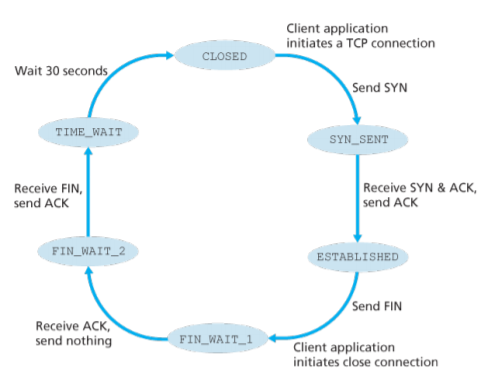 Client application
initiates a TCP connection
CLOSED
Wait 30 seconds
Send SYN
TIME_WAIT
SYN_SENT
Receive FIN,
send ACK
Receive SYN & ACK,
send ACK
FIN_WAIT_2
ESTABLISHED
Send FIN
Receive ACK,
send nothing
FIN_WAIT_1
Client application
initiates close connection